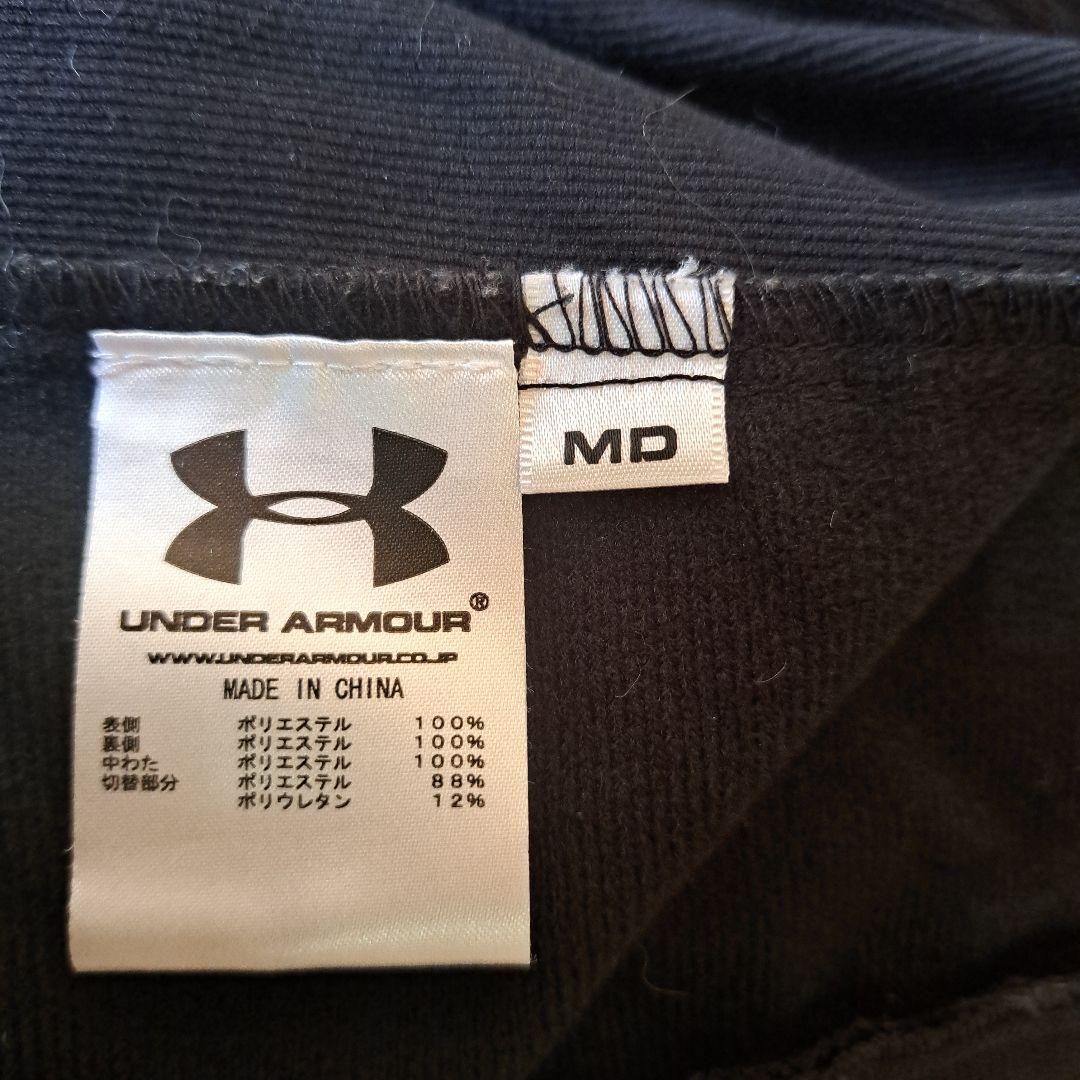 MD
UNDER ARMOUR®
WWW.UNDERARMOUR.CO.JP
MADE IN CHINA
表側 ポリエステル 100%
裏側 ポリエステル 100%
中わた ポリエステル 100%
切替部分 ポリエステル 88%
ポリウレタン 12%